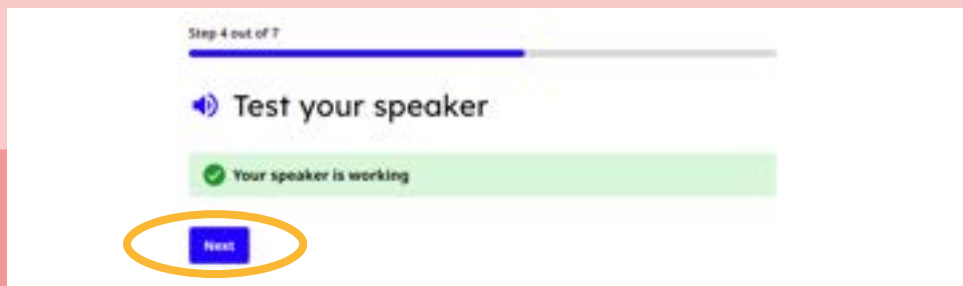 Step 4 out of 7
Test your speaker
Your speaker is working
Next